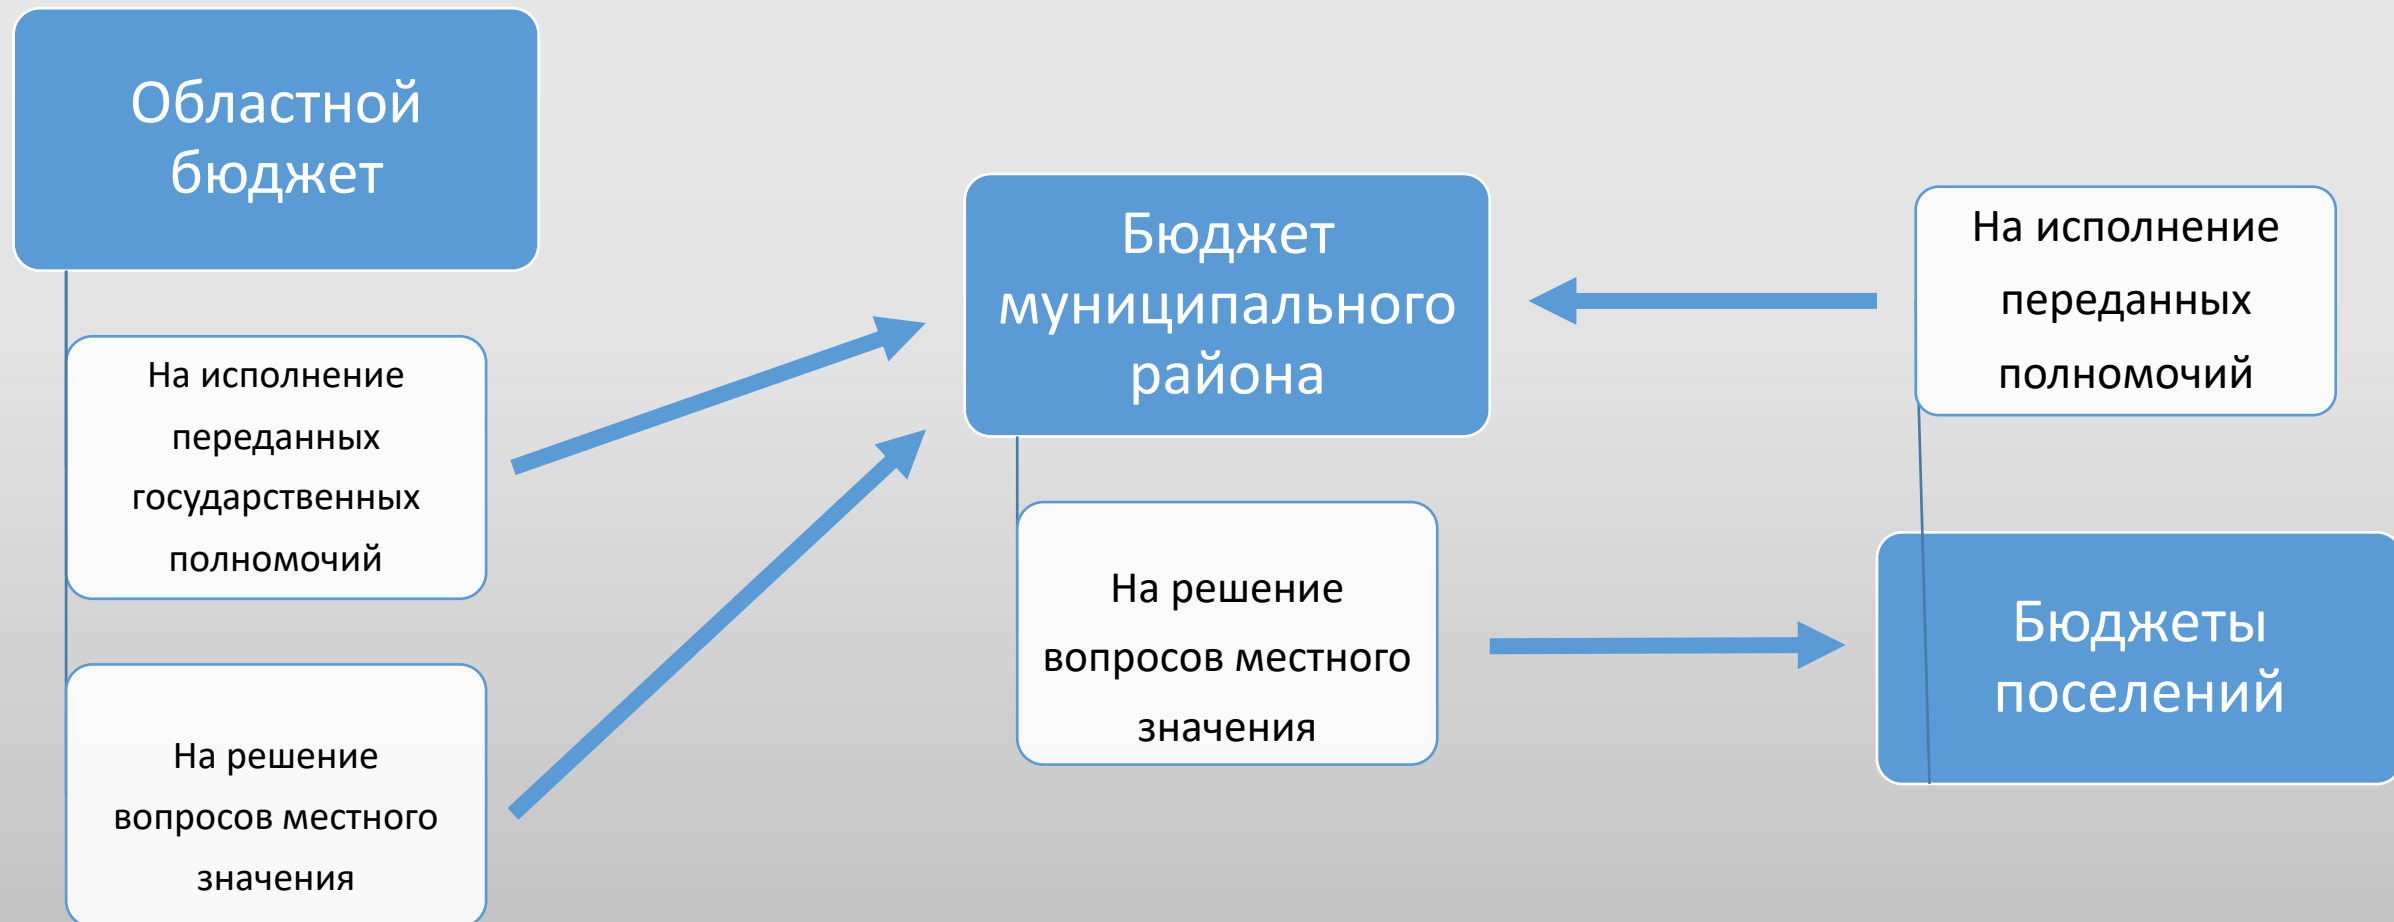 Областной
бюджет
На исполнение
переданных
государственных
полномочий
На решение
вопросов местного
значения
Бюджет
муниципального
района
На решение
вопросов местного
значения
На исполнение
переданных
полномочий
Бюджеты
поселений